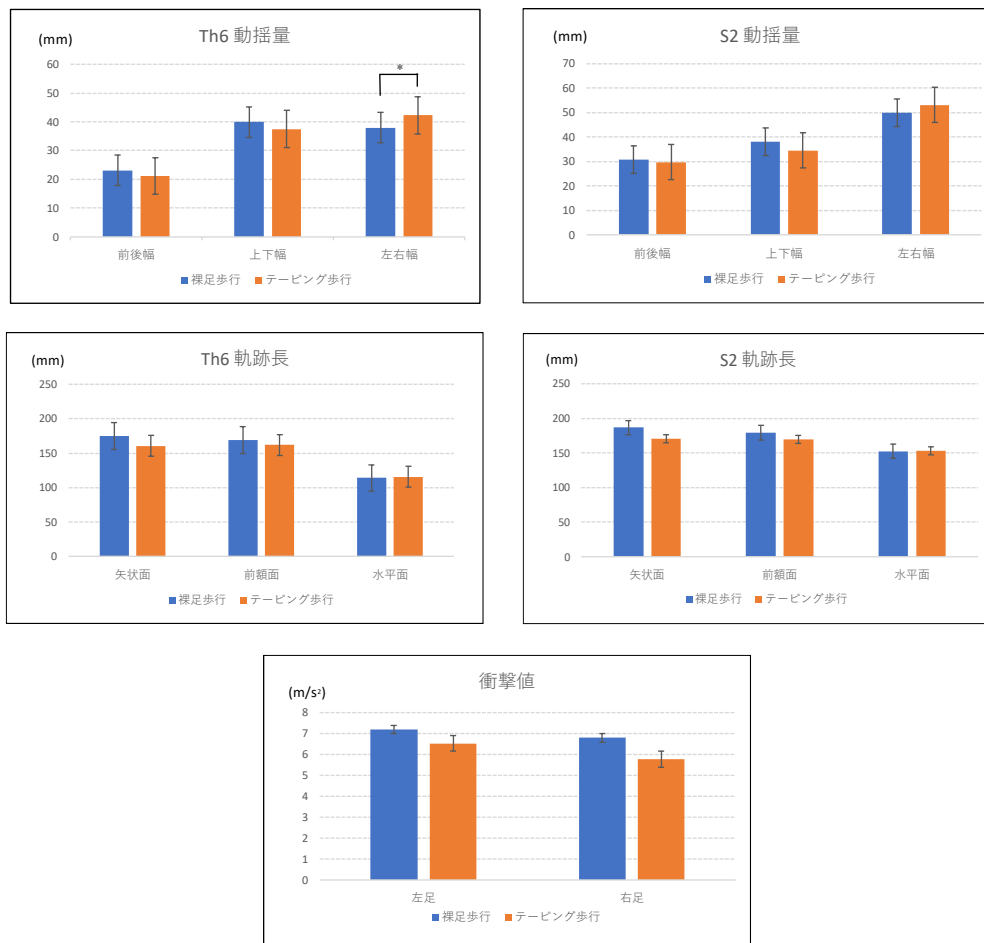 Th6 動揺量
(mm)
60
50
40
30
20
10
0
*
前後幅 上下幅 左右幅
裸足歩行 テーピング歩行
S2 動揺量
(mm)
70
60
50
40
30
20
10
0
前後幅 上下幅 左右幅
裸足歩行 テーピング歩行
Th6 軌跡長
(mm)
250
200
150
100
50
0
矢状面 前額面 水平面
裸足歩行 テーピング歩行
S2 軌跡長
(mm)
250
200
150
100
50
0
矢状面 前額面 水平面
裸足歩行 テーピング歩行
衝撃値
(m/s²)
8
7
6
5
4
3
2
1
0
左足 右足
裸足歩行 テーピング歩行